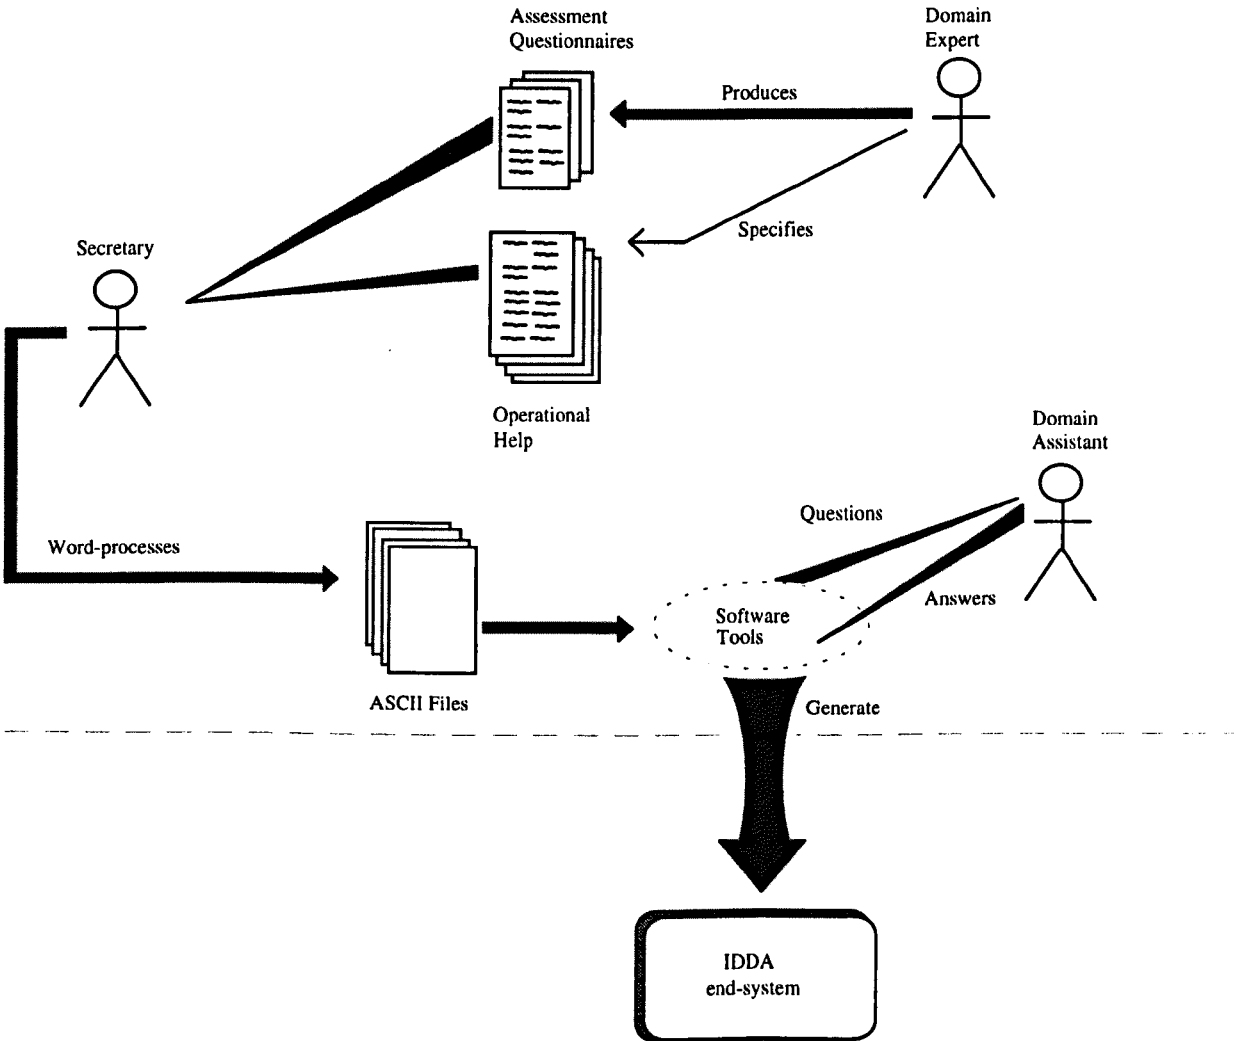 Assessment
Questionnaires
Domain
Expert
Produces
Specifies
Secretary
Operational
Help
Domain
Assistant
Questions
Word-processes
Answers
Software
Tools
ASCII Files
Generate
IDDA
end-system